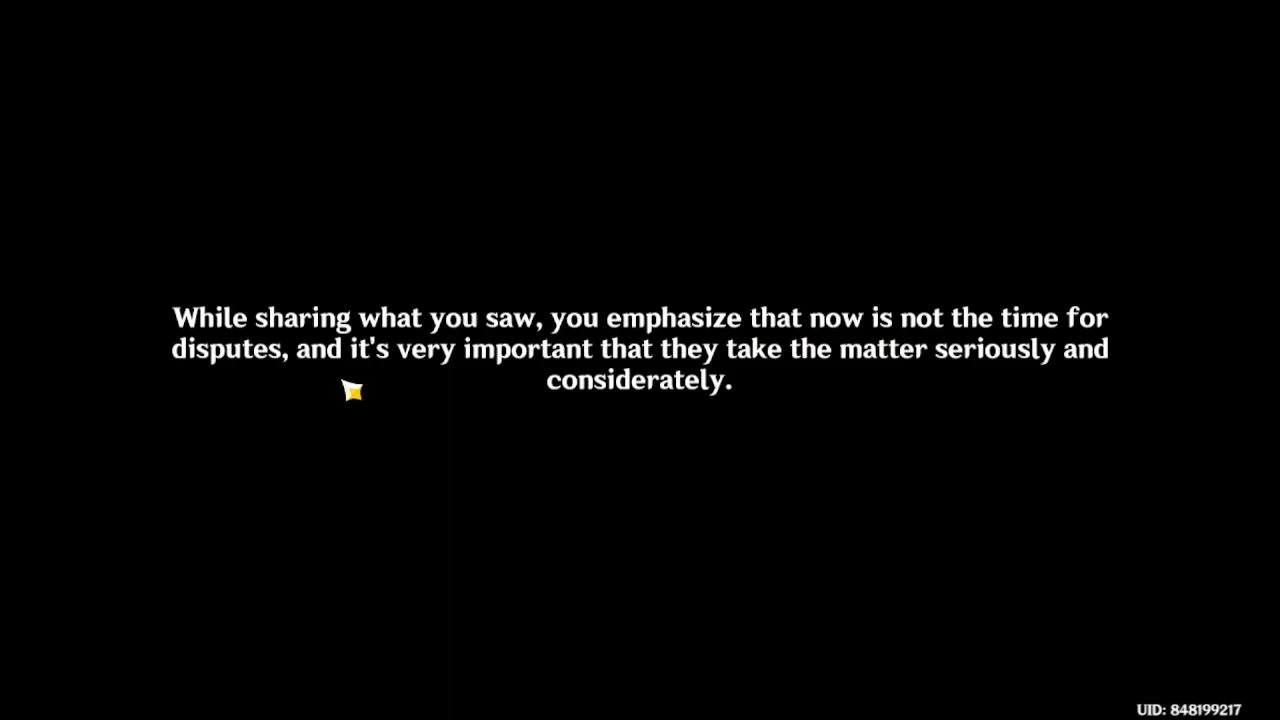 While sharing what you saw, you emphasize that now is not the time for
disputes, and it's very important that they take the matter seriously and
considerately.
UID: 848199217